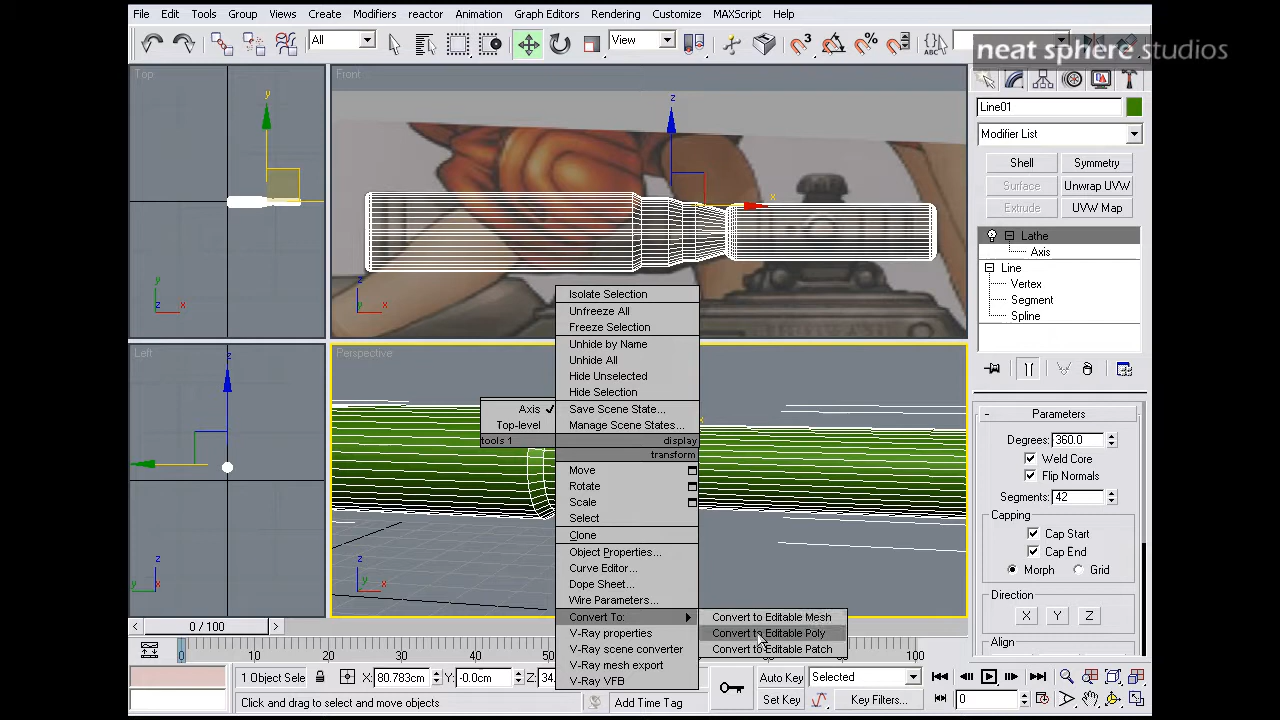 File Edit Tools Group Views Create Modifiers reactor Animation Graph Editors Rendering Customize MAXScript Help
All View 3 % ABC
neat sphere studios
Top
y
Front
z
x
Line01
Modifier List
Shell Symmetry
Surface Unwrap UVW
Extrude UV Map
Lathe
Axis
Line
Vertex
Segment
Spline
y
z x
z
y x
Left
z
Perspective
x
Isolate Selection
Unfreeze All
Freeze Selection
Unhide by Name
Unhide All
Hide Unselected
Hide Selection
Axis Save Scene State...
Top-level Manage Scene States...
tools 1 display
transform
Move
Rotate
Scale
Select
Clone
Object Properties...
Curve Editor...
Dope Sheet...
Wire Parameters...
Convert To: Convert to Editable Mesh
V-Ray properties Convert to Editable Poly
V-Ray scene converter Convert to Editable Patch
V-Ray mesh export
V-Ray VFB
- Parameters
Degrees: 360.0
Weld Core
Flip Normals
Segments: 42
Capping
Cap Start
Cap End
Morph Grid
Direction
X Y Z
Align
z
y
z
y x
< 0 / 100 >
0 10 20 30 40 50 100
1 Object Sele X: 80.783cm Y: -0.0cm Z: 34. Auto Key Selected
Click and drag to select and move objects Add Time Tag Set Key Key Filters... 0